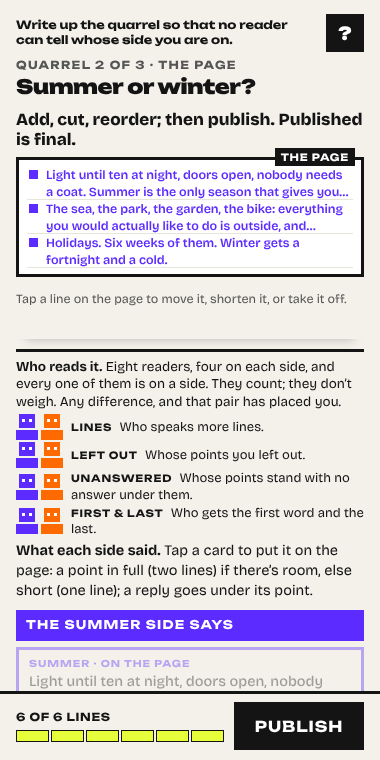 Write up the quarrel so that no reader
can tell whose side you are on.
?
QUARREL 2 OF 3 · THE PAGE
Summer or winter?
Add, cut, reorder; then publish. Published
is final.
THE PAGE
Light until ten at night, doors open, nobody needs
a coat. Summer is the only season that gives you…
The sea, the park, the garden, the bike: everything
you would actually like to do is outside, and…
Holidays. Six weeks of them. Winter gets a
fortnight and a cold.
Tap a line on the page to move it, shorten it, or take it off.
Who reads it. Eight readers, four on each side, and
every one of them is on a side. They count; they don’t
weigh. Any difference, and that pair has placed you.
LINES Who speaks more lines.
LEFT OUT Whose points you left out.
UNANSWERED Whose points stand with no
answer under them.
FIRST & LAST Who gets the first word and the
last.
What each side said. Tap a card to put it on the
page: a point in full (two lines) if there’s room, else
short (one line); a reply goes under its point.
THE SUMMER SIDE SAYS
SUMMER · ON THE PAGE
Light until ten at night, doors open, nobody
6 OF 6 LINES
PUBLISH